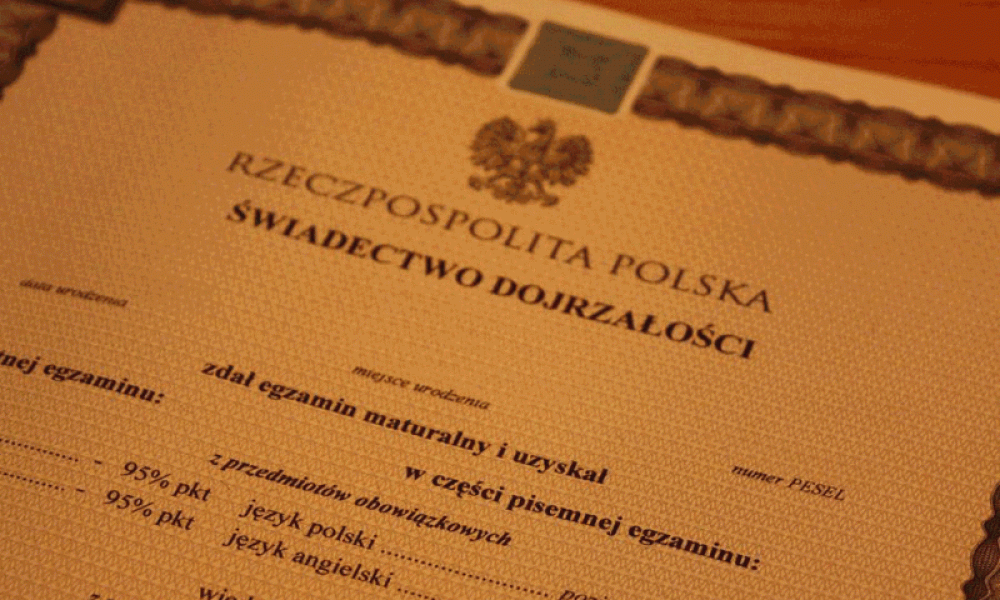 RZECZPOSPOLITA POLSKA
ŚWIADECTWO DOJRZAŁOŚCI
data urodzenia
miejsce urodzenia
numer PESEL
zdał egzamin maturalny i uzyskał
tnej egzaminu:
w części pisemnej egzaminu:
z przedmiotów obowiązkowych
- 95% pkt
język polski
- 95% pkt
język angielski